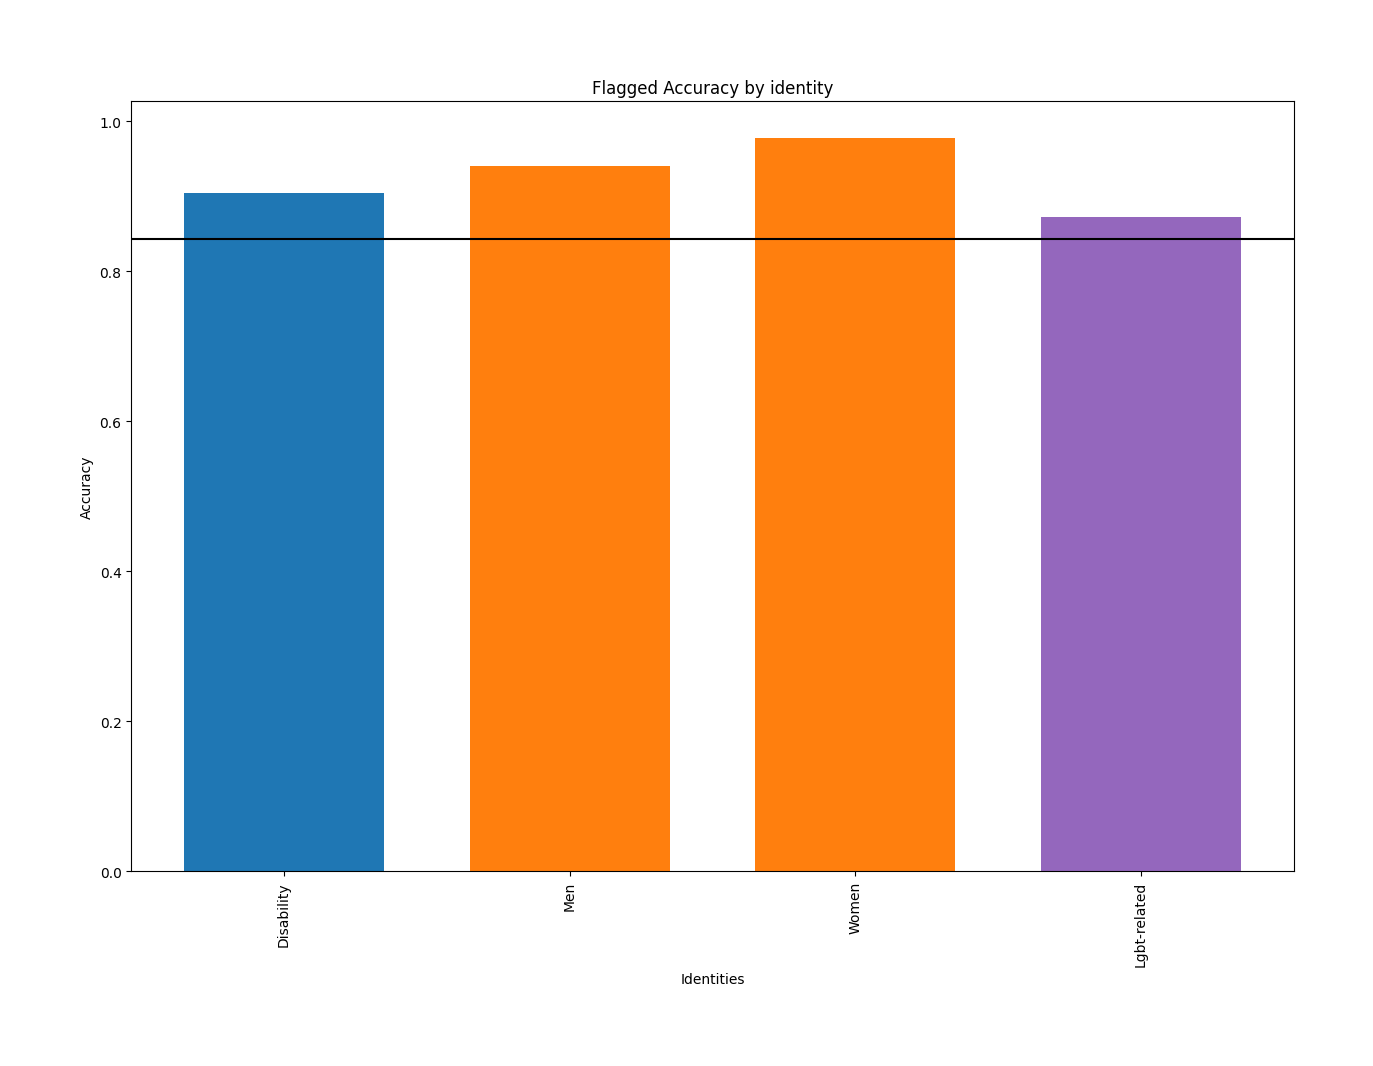 Flagged Accuracy by identity
1.0
0.8
0.6
0.4
0.2
0.0
Accuracy
Disability
Men
Women
Lgbt-related
Identities